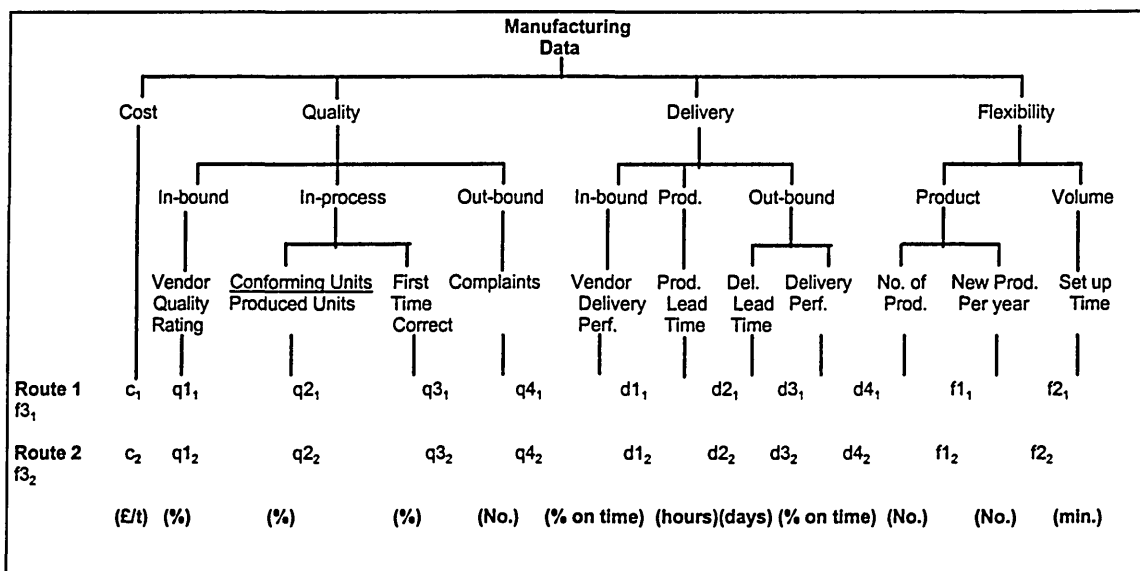 Manufacturing
Data
Cost Quality Delivery Flexibility
In-bound In-process Out-bound In-bound Prod. Out-bound Product Volume
Vendor Conforming Units First Complaints Vendor Prod. Del. Delivery No. of New Prod. Set up
Quality Produced Units Time Delivery Lead Lead Perf. Prod. Per year Time
Rating Correct Perf. Time Time
Route 1 c₁ q1₁ q2₁ q3₁ q4₁ d1₁ d2₁ d3₁ d4₁ f1₁ f2₁
f3₁
Route 2 c₂ q1₂ q2₂ q3₂ q4₂ d1₂ d2₂ d3₂ d4₂ f1₂ f2₂
f3₂
(£/t) (%) (%) (%) (No.) (% on time) (hours)(days) (% on time) (No.) (No.) (min.)